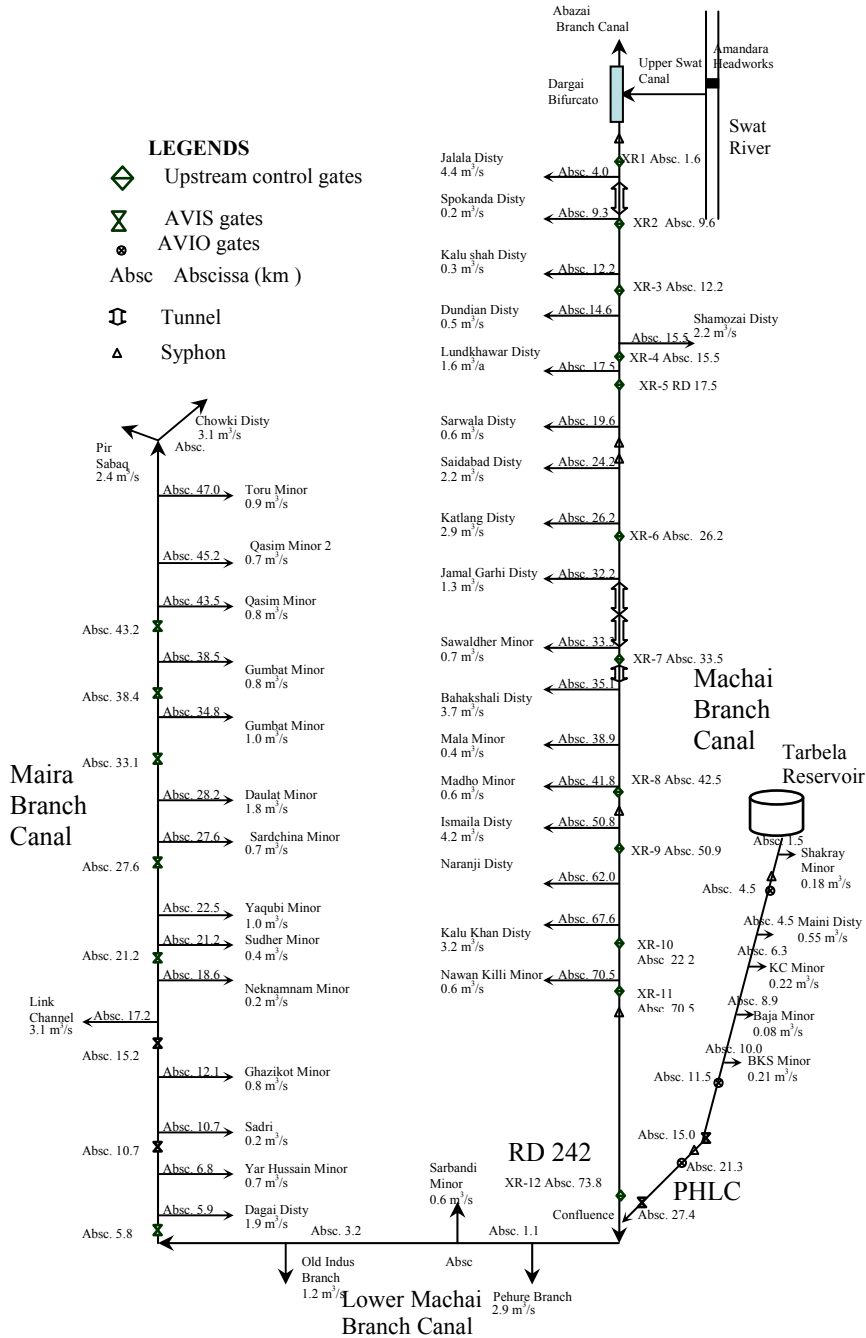 Abazai
Branch Canal
Dargai
Bifurcato
Upper Swat
Canal
Amandara
Headworks
Swat
River
LEGENDS
Upstream control gates
AVIS gates
AVIO gates
Absc Abscissa (km )
Tunnel
Syphon
XR1 Absc. 1.6
Jalala Disty
4.4 m³/s
Absc. 4.0
Spokanda Disty
0.2 m³/s
Absc. 9.3
XR2 Absc. 9.6
Kalu shah Disty
0.3 m³/s
Absc. 12.2
XR-3 Absc. 12.2
Dundian Disty
0.5 m³/s
Absc.14.6
Shamozai Disty
2.2 m³/s
Absc. 15.5
XR-4 Absc. 15.5
Lundkhawar Disty
1.6 m³/a
Absc. 17.5
XR-5 RD 17.5
Sarwala Disty
0.6 m³/s
Absc. 19.6
Saidabad Disty
2.2 m³/s
Absc. 24.2
Katlang Disty
2.9 m³/s
Absc. 26.2
XR-6 Absc. 26.2
Jamal Garhi Disty
1.3 m³/s
Absc. 32.2
Sawaldher Minor
0.7 m³/s
Absc. 33.3
XR-7 Absc. 33.5
Bahakshali Disty
3.7 m³/s
Absc. 35.1
Mala Minor
0.4 m³/s
Absc. 38.9
Madho Minor
0.6 m³/s
Absc. 41.8
XR-8 Absc. 42.5
Ismaila Disty
4.2 m³/s
Absc. 50.8
XR-9 Absc. 50.9
Naranji Disty
Absc. 62.0
Kalu Khan Disty
3.2 m³/s
Absc. 67.6
XR-10
Absc 22 2
Nawan Killi Minor
0.6 m³/s
Absc. 70.5
XR-11
Absc. 70.5
Machai
Branch
Canal
RD 242
XR-12 Absc. 73.8
Confluence
Tarbela
Reservoir
Absc. 1.5
Shakray
Minor
0.18 m³/s
Absc. 4.5
Absc. 4.5
Maini Disty
0.55 m³/s
Absc. 6.3
KC Minor
0.22 m³/s
Absc. 8.9
Baja Minor
0.08 m³/s
Absc. 10.0
BKS Minor
0.21 m³/s
Absc. 11.5
Absc. 15.0
Absc. 21.3
PHLC
Absc. 27.4
Chowki Disty
3.1 m³/s
Pir
Sabaq
2.4 m³/s
Absc.
Absc. 47.0
Toru Minor
0.9 m³/s
Absc. 45.2
Qasim Minor 2
0.7 m³/s
Absc. 43.5
Qasim Minor
0.8 m³/s
Absc. 43.2
Absc. 38.5
Gumbat Minor
0.8 m³/s
Absc. 38.4
Absc. 34.8
Gumbat Minor
1.0 m³/s
Absc. 33.1
Maira
Branch
Canal
Absc. 28.2
Daulat Minor
1.8 m³/s
Absc. 27.6
Sardchina Minor
0.7 m³/s
Absc. 27.6
Absc. 22.5
Yaqubi Minor
1.0 m³/s
Absc. 21.2
Sudher Minor
0.4 m³/s
Absc. 21.2
Absc. 18.6
Neknamnam Minor
0.2 m³/s
Link
Channel
3.1 m³/s
Absc. 17.2
Absc. 15.2
Absc. 12.1
Ghazikot Minor
0.8 m³/s
Absc. 10.7
Sadri
0.2 m³/s
Absc. 10.7
Absc. 6.8
Yar Hussain Minor
0.7 m³/s
Absc. 5.9
Dagai Disty
1.9 m³/s
Absc. 5.8
Absc. 3.2
Sarbandi
Minor
0.6 m³/s
Absc. 1.1
Absc
Old Indus
Branch
1.2 m³/s
Lower Machai
Branch Canal
Pehure Branch
2.9 m³/s